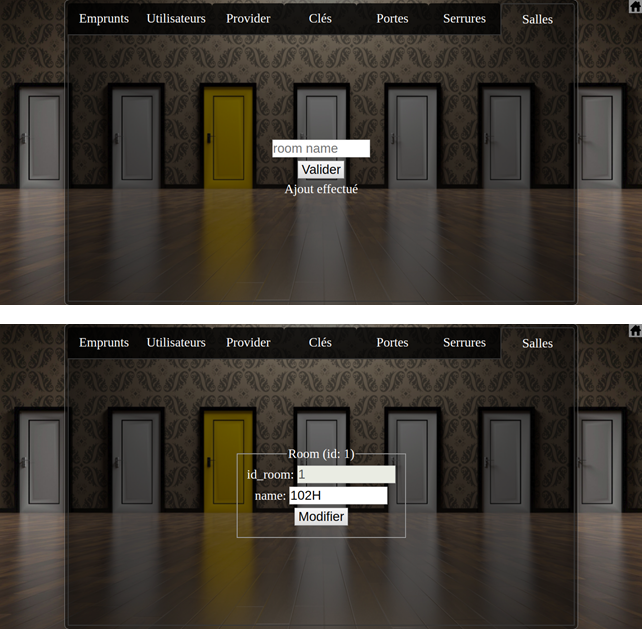 Emprunts Utilisateurs Provider Clés Portes Serrures Salles
room name
Valider
Ajout effectué
Emprunts Utilisateurs Provider Clés Portes Serrures Salles
Room (id: 1)
id_room: 1
name: 102H
Modifier